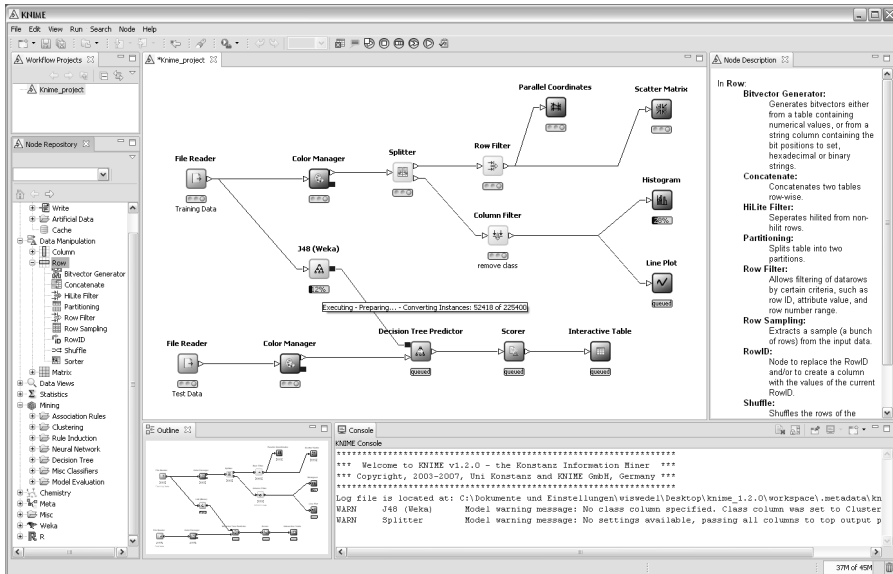 KNIME
File Edit View Run Search Node Help
Workflow Projects
Knime_project
Node Repository
Write
Artificial Data
Cache
Data Manipulation
Column
Row
Bitvector Generator
Concatenate
HiLite Filter
Partitioning
Row Filter
Row Sampling
RowID
Shuffle
Sorter
Matrix
Data Views
Statistics
Mining
Association Rules
Clustering
Rule Induction
Neural Network
Decision Tree
Misc Classifiers
Model Evaluation
Chemistry
Meta
Misc
Weka
R
*Knime_project
Parallel Coordinates
Scatter Matrix
File Reader
Color Manager
Splitter
Row Filter
Training Data
Histogram
Column Filter
remove class
J48 (Weka)
Line Plot
queued
Executing - Preparing... - Converting Instances: 52418 of 225400
File Reader
Color Manager
Decision Tree Predictor
Scorer
Interactive Table
Test Data
queued
queued
queued
Node Description
In Row:
Bitvector Generator:
Generates bitvectors either
from a table containing
numerical values, or from a
string column containing the
bit positions to set,
hexadecimal or binary
strings.
Concatenate:
Concatenates two tables
row-wise.
HiLite Filter:
Seperates hilited from non-
hilit rows.
Partitioning:
Splits table into two
partitions.
Row Filter:
Allows filtering of datarows
by certain criteria, such as
row ID, attribute value, and
row number range.
Row Sampling:
Extracts a sample (a bunch
of rows) from the input data.
RowID:
Node to replace the RowID
and/or to create a column
with the values of the current
RowID.
Shuffle:
Shuffles the rows of the
Outline
Console
KNIME Console
*** Welcome to KNIME v1.2.0 - the Konstanz Information Miner ***
*** Copyright, 2003-2007, Uni Konstanz and KNIME GmbH, Germany ***
Log file is located at: C:\Dokumente und Einstellungen\wiswedel\Desktop\knime_1.2.0\workspace\.metadata\kn
WARN J48 (Weka) Model warning message: No class column specified. Class column was set to Cluster
WARN Splitter Model warning message: No settings available, passing all columns to top output p
37M of 45M